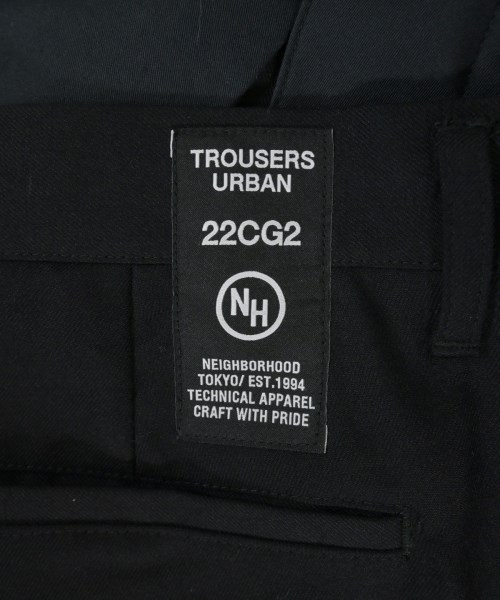 TROUSERS
URBAN
22CG2
NH
NEIGHBORHOOD
TOKYO/ EST.1994
TECHNICAL APPAREL
CRAFT WITH PRIDE